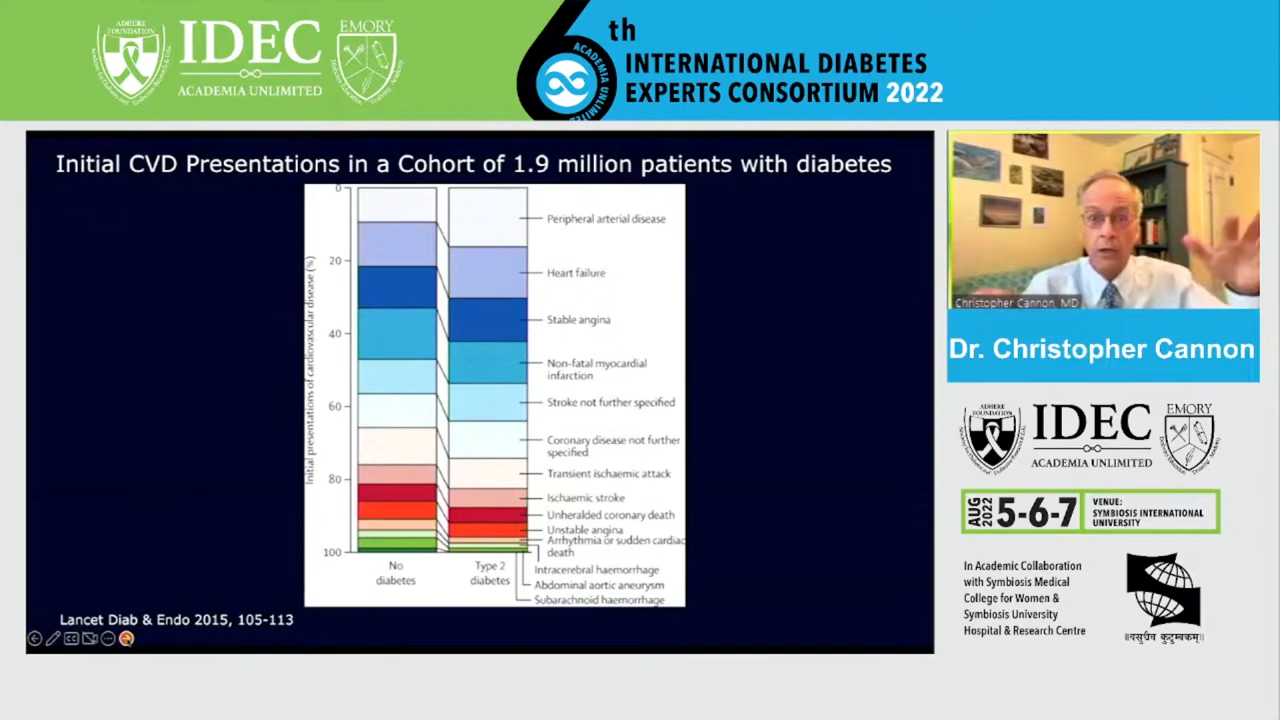 ADHERE
FOUNDATION
IDEC
ACADEMIA UNLIMITED
EMORY
6th
ACADEMIA UNLIMITED
INTERNATIONAL DIABETES
EXPERTS CONSORTIUM 2022
Initial CVD Presentations in a Cohort of 1.9 million patients with diabetes
Initial presentations of cardiovascular disease (%)
0
20
40
60
80
100
Peripheral arterial disease
Heart failure
Stable angina
Non-fatal myocardial
infarction
Stroke not further specified
Coronary disease not further
specified
Transient ischaemic attack
Ischaemic stroke
Unheralded coronary death
Unstable angina
Arrhythmia or sudden cardiac
death
Intracerebral haemorrhage
Abdominal aortic aneurysm
Subarachnoid haemorrhage
No
diabetes
Type 2
diabetes
Lancet Diab & Endo 2015, 105-113
Christopher Cannon, MD
Dr. Christopher Cannon
ADHERE
FOUNDATION
IDEC
ACADEMIA UNLIMITED
EMORY
AUG
2022
5-6-7
VENUE:
SYMBIOSIS INTERNATIONAL
UNIVERSITY
In Academic Collaboration
with Symbiosis Medical
College for Women &
Symbiosis University
Hospital & Research Centre
॥वसुधैव कुटुम्बकम्॥